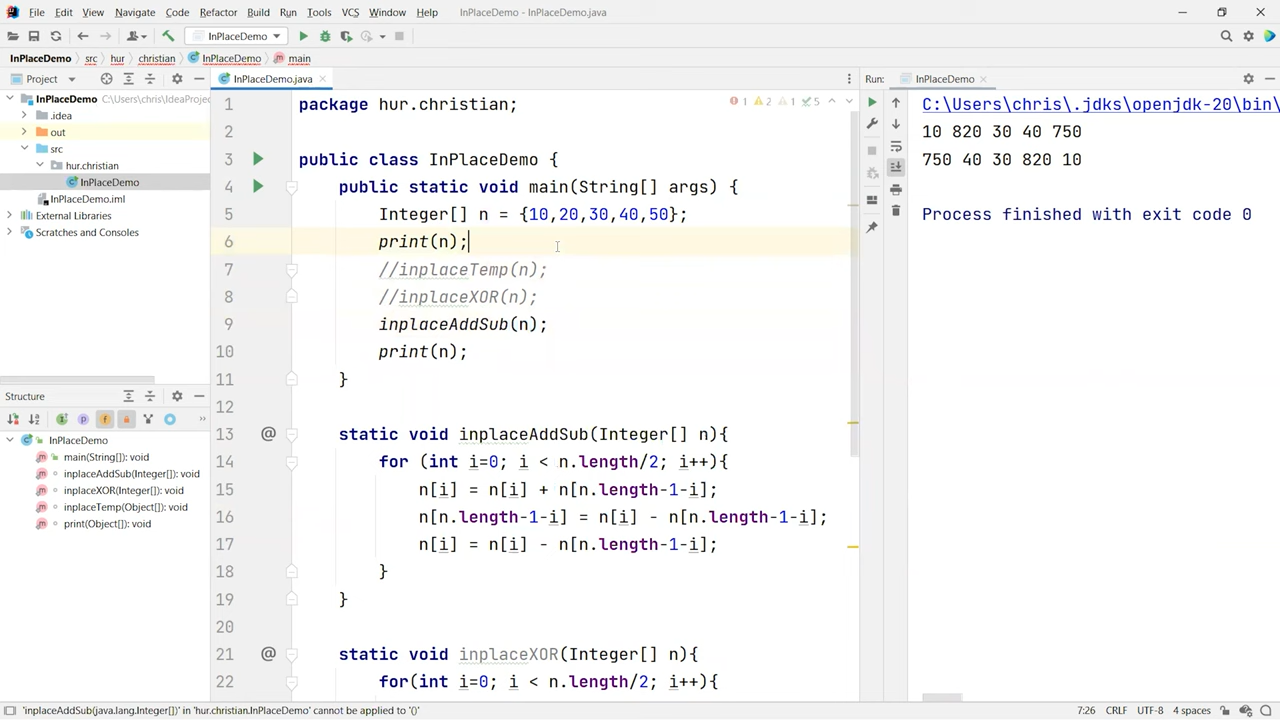 File Edit View Navigate Code Refactor Build Run Tools VCS Window Help InPlaceDemo - InPlaceDemo.java
InPlaceDemo
InPlaceDemo src hur christian InPlaceDemo main
Project
InPlaceDemo C:\Users\chris\IdeaProjec
.idea
out
src
hur.christian
InPlaceDemo
InPlaceDemo.iml
External Libraries
Scratches and Consoles
Structure
InPlaceDemo
main(String[]): void
inplaceAddSub(Integer[]): void
inplaceXOR(Integer[]): void
inplaceTemp(Object[]): void
print(Object[]): void
InPlaceDemo.java
1 2 1 5
1 package hur.christian;
2
3 public class InPlaceDemo {
4 public static void main(String[] args) {
5 Integer[] n = {10,20,30,40,50};
6 print(n);
7 //inplaceTemp(n);
8 //inplaceXOR(n);
9 inplaceAddSub(n);
10 print(n);
11 }
12
13 @ static void inplaceAddSub(Integer[] n){
14 for (int i=0; i < n.length/2; i++){
15 n[i] = n[i] + n[n.length-1-i];
16 n[n.length-1-i] = n[i] - n[n.length-1-i];
17 n[i] = n[i] - n[n.length-1-i];
18 }
19 }
20
21 @ static void inplaceXOR(Integer[] n){
22 for(int i=0; i < n.length/2; i++){
Run: InPlaceDemo
C:\Users\chris\.jdks\openjdk-20\bin\
10 820 30 40 750
750 40 30 820 10
Process finished with exit code 0
'inplaceAddSub(java.lang.Integer[])' in 'hur.christian.InPlaceDemo' cannot be applied to '()'
7:26 CRLF UTF-8 4 spaces